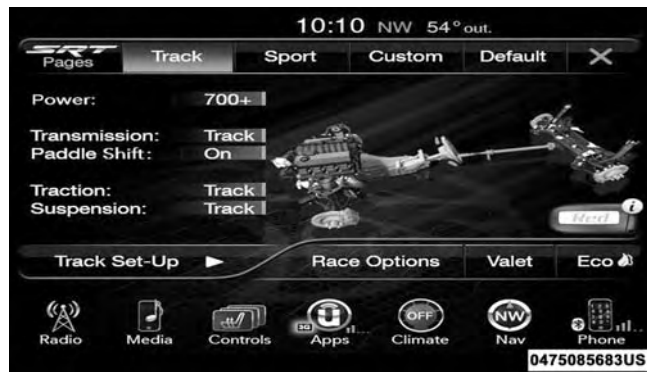 10:10 NW 54° out.
SRT Pages Track Sport Custom Default
Power: 700+
Transmission: Track
Paddle Shift: On
Traction: Track
Suspension: Track
Red i
Track Set-Up Race Options Valet Eco
U OFF NW
3G
Radio Media Controls Apps Climate Nav Phone
0475085683US